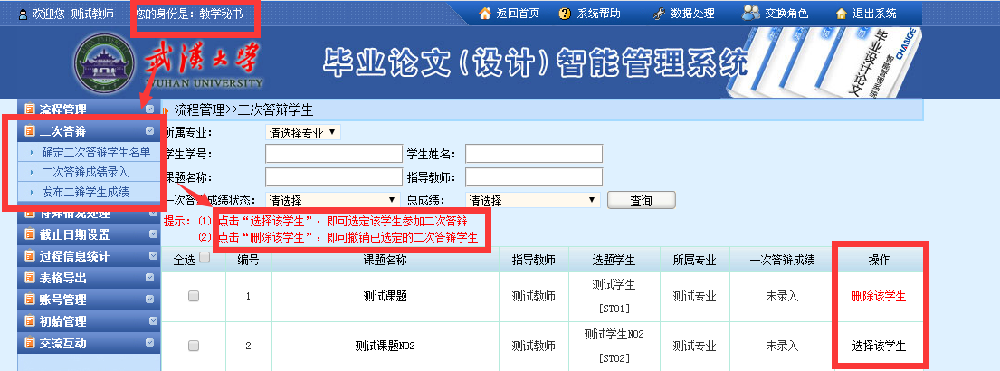 欢迎您 测试教师 您的身份是：教学秘书 返回首页 系统帮助 数据处理 交换角色 退出系统
武汉大学
WUHAN UNIVERSITY
毕业论文(设计)智能管理系统
毕业设计论文
智能管理系统
CHANGE
流程管理
二次答辩
确定二次答辩学生名单
二次答辩成绩录入
发布二辩学生成绩
特殊情况处理
截止日期设置
过程信息统计
表格导出
账号管理
初始管理
交流互动
流程管理>>二次答辩学生
所属专业： 请选择专业
学生学号： 学生姓名：
课题名称： 指导教师：
一次答辩成绩状态： 请选择 总成绩： 请选择 查询
提示：(1) 点击“选择该学生”，即可选定该学生参加二次答辩
(2) 点击“删除该学生”，即可撤销已选定的二次答辩学生
全选 编号 课题名称 指导教师 选题学生 所属专业 一次答辩成绩 操作
1 测试课题 测试教师 测试学生 [ST01] 测试专业 未录入 删除该学生
2 测试课题N02 测试教师 测试学生N02 [ST02] 测试专业 未录入 选择该学生